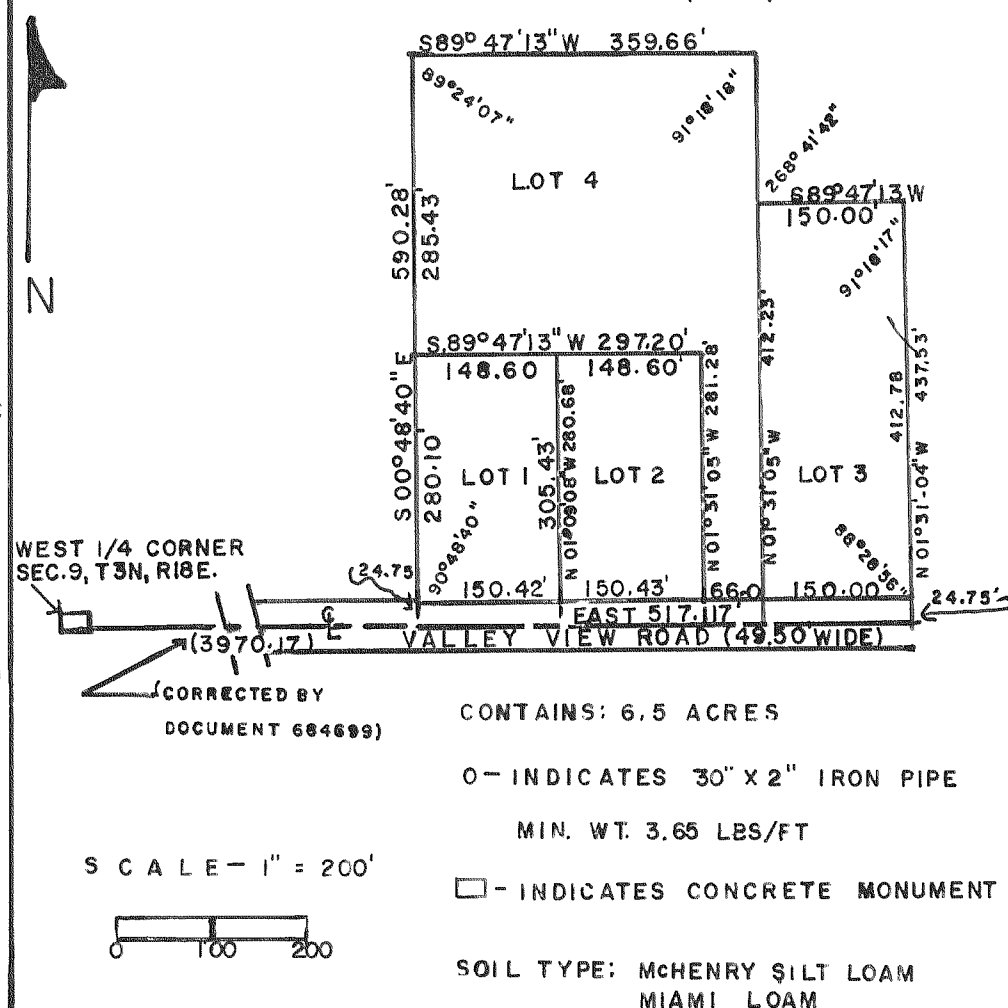 S89° 47'13"W 359.66'
89°24'07"
91°18'18"
268°41'42"
LOT 4
S89°47'13 W
150.00'
91°18'17"
590.28'
285.43'
412.23'
437.53'
412.78
S.89°47'13" W 297.20'
148.60
148.60'
S 00°48'40" E
280.10'
LOT 1
305.43'
N 01°09'08"W 280.68'
LOT 2
N 01°31'05"W 281.28'
N 01°31'05"W
LOT 3
N 01°31'-04"W
90°48'40"
88°28'56"
WEST 1/4 CORNER
SEC.9, T3N, R18E.
(24.75
150.42'
150.43'
66.0
150.00'
24.75'
EAST 517.117'
VALLEY VIEW ROAD (49.50'WIDE)
(3970.17)
(CORRECTED BY
DOCUMENT 684699)
N
CONTAINS: 6.5 ACRES
O- INDICATES 30" X 2" IRON PIPE
MIN. WT. 3.65 LBS/FT
SCALE- 1" = 200'
- INDICATES CONCRETE MONUMENT
0 100 200
SOIL TYPE: McHENRY SILT LOAM
MIAMI LOAM